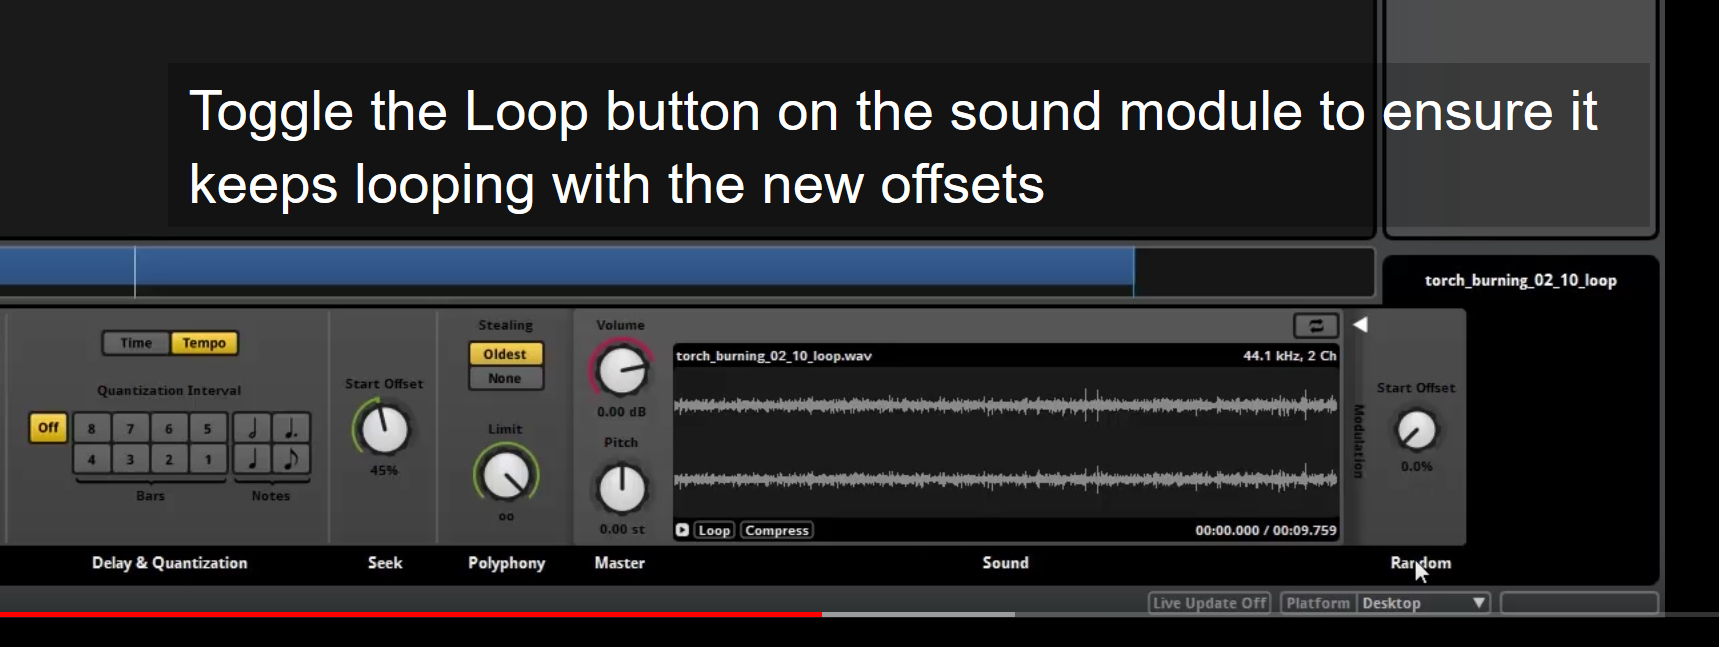 Toggle the Loop button on the sound module to ensure it
keeps looping with the new offsets
torch_burning_02_10_loop
Time Tempo
Quantization Interval
Off 8 7 6 5
4 3 2 1
Bars Notes
Delay & Quantization
Start Offset
45%
Seek
Stealing
Oldest
None
Limit
∞
Polyphony
Volume
0.00 dB
Pitch
0.00 st
Master
torch_burning_02_10_loop.wav 44.1 kHz, 2 Ch
Loop Compress 00:00.000 / 00:09.759
Sound
Modulation
Start Offset
0.0%
Random
Live Update Off Platform Desktop